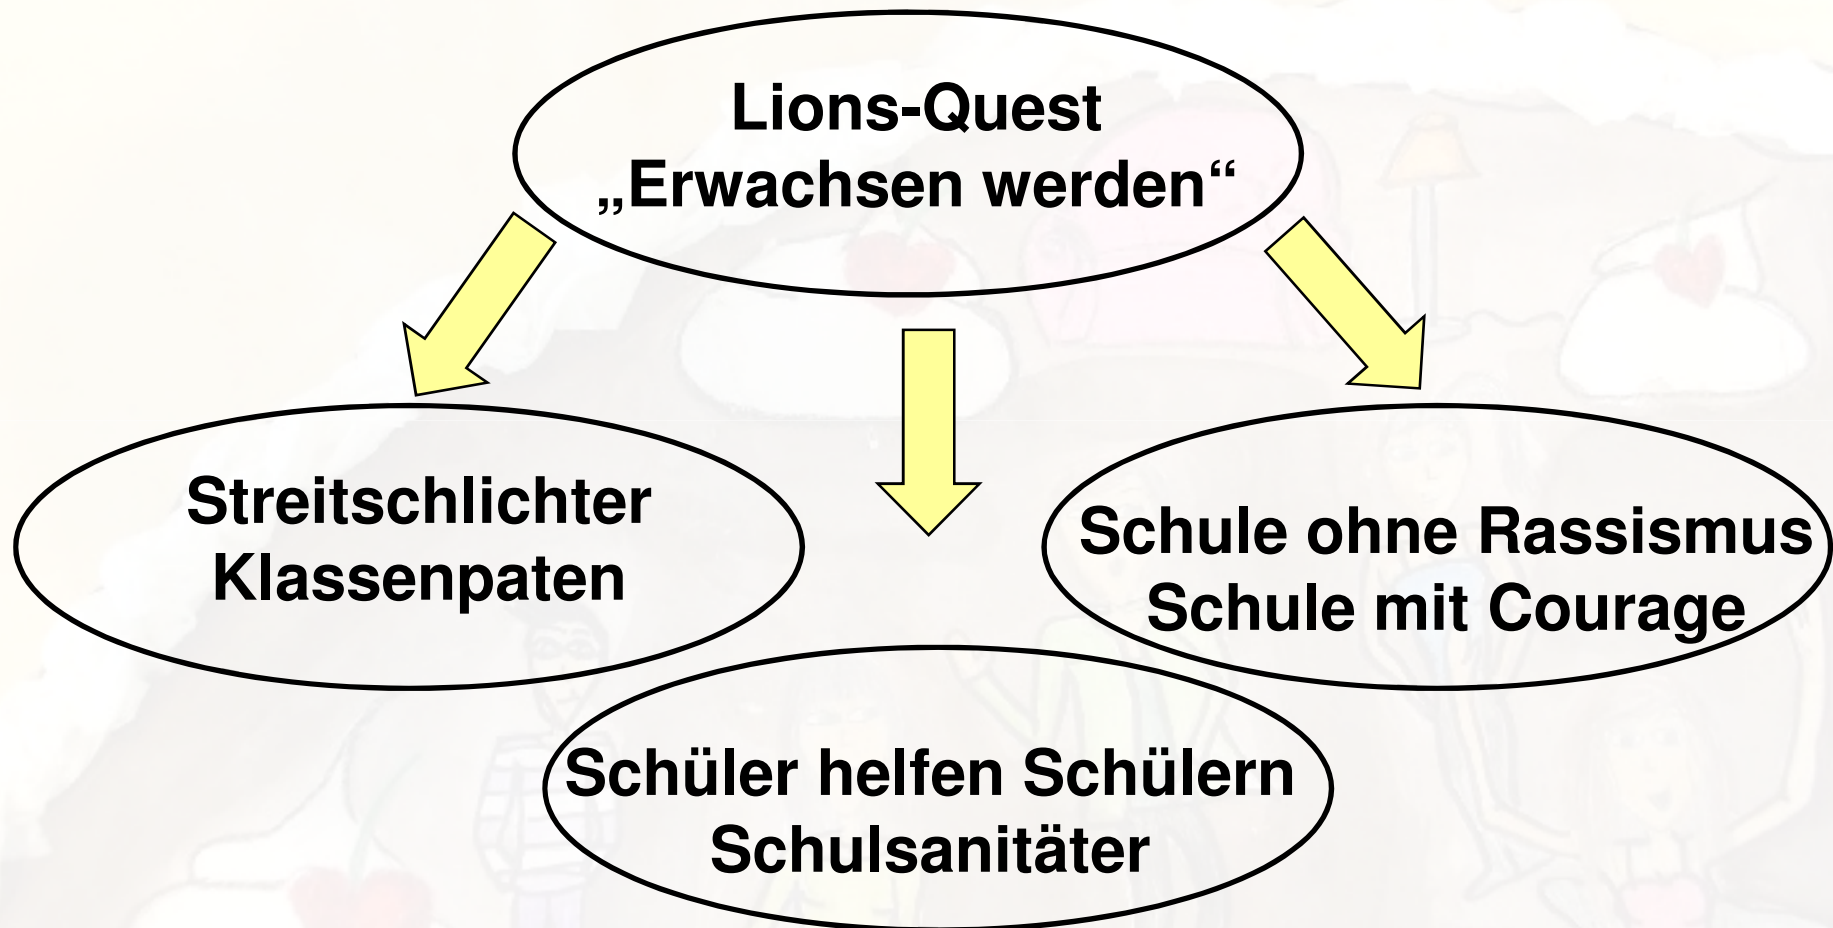 Lions-Quest
„Erwachsen werden“
Streitschlichter
Klassenpaten
Schule ohne Rassismus
Schule mit Courage
Schüler helfen Schülern
Schulsanitäter